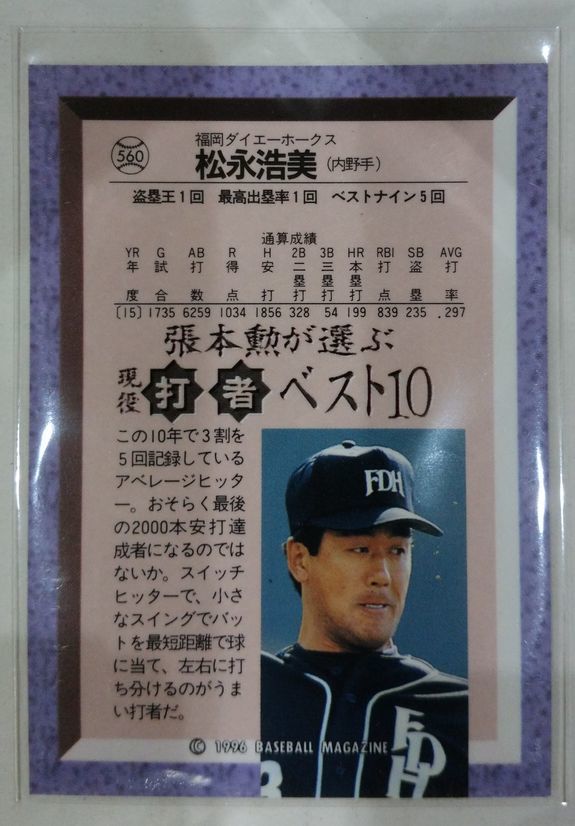 560
福岡ダイエーホークス
松永浩美(内野手)
盗塁王1回 最高出塁率1回 ベストナイン5回
通算成績
YR G AB R H 2B 3B HR RBI SB AVG
年度 試合 打数 得点 安打 二塁打 三塁打 本塁打 打点 盗塁 打率
[15] 1735 6259 1034 1856 328 54 199 839 235 .297
張本勲が選ぶ
現役打者ベスト10
この10年で3割を
5回記録している
アベレージヒッタ
ー。おそらく最後
の2000本安打達
成者になるのでは
ないか。スイッチ
ヒッターで、小さ
なスイングでバッ
トを最短距離で球
に当て、左右に打
ち分けるのがうま
い打者だ。
FDH
FDH
3
© 1996 BASEBALL MAGAZINE